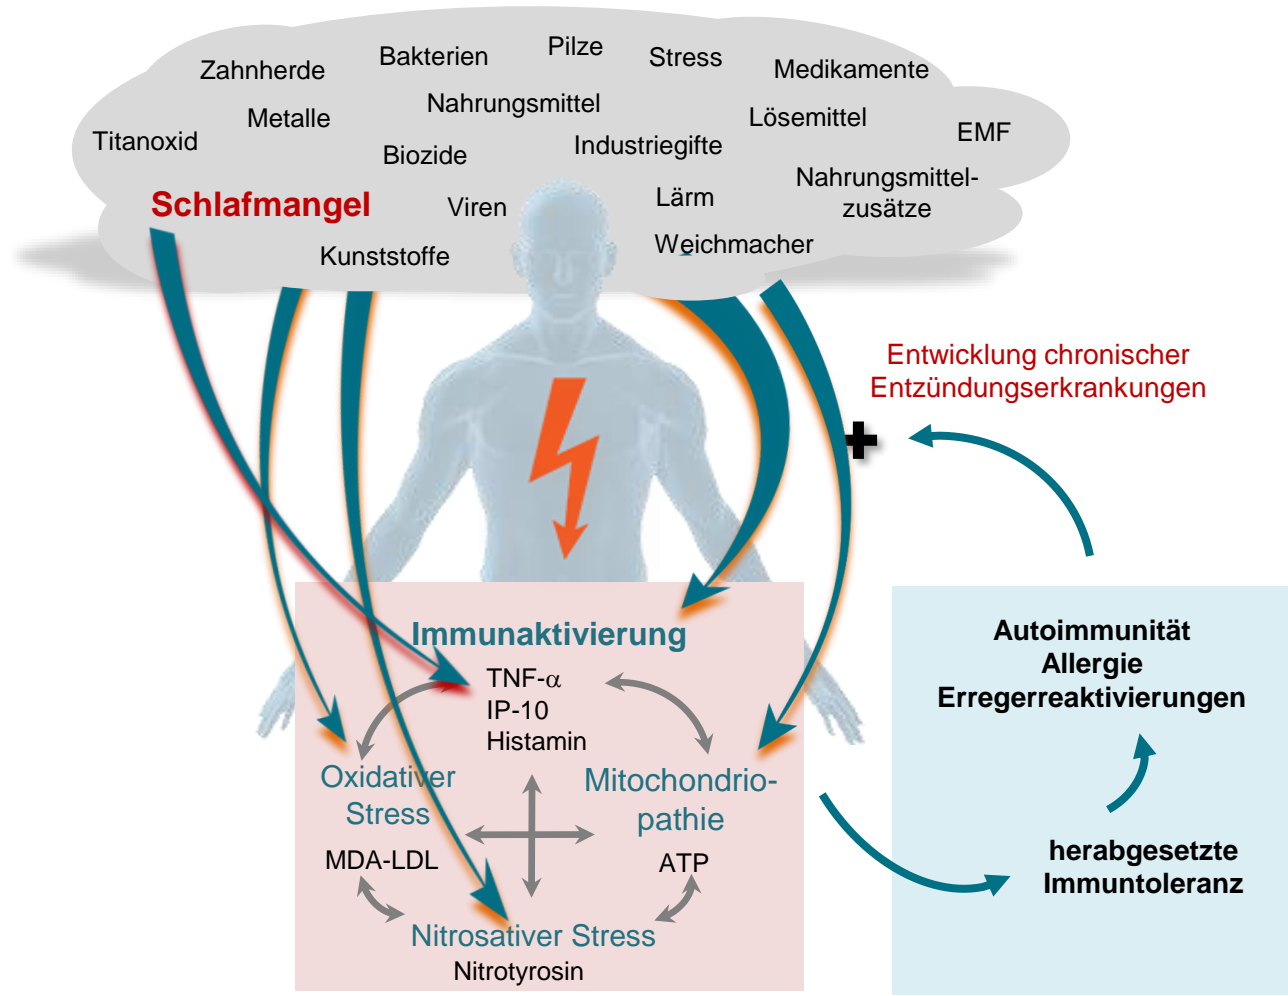 Pilze
Bakterien
Stress
Zahnherde
Medikamente
Nahrungsmittel
Metalle
Lösemittel
Titanoxid
EMF
Biozide
Industriegifte
Nahrungsmittel-
zusätze
Schlafmangel
Viren
Lärm
Kunststoffe
Weichmacher
Entwicklung chronischer
Entzündungserkrankungen
Immunaktivierung
TNF-α
IP-10
Histamin
Oxidativer
Stress
MDA-LDL
Mitochondrio-
pathie
ATP
Nitrosativer Stress
Nitrotyrosin
Autoimmunität
Allergie
Erregerreaktivierungen
herabgesetzte
Immuntoleranz